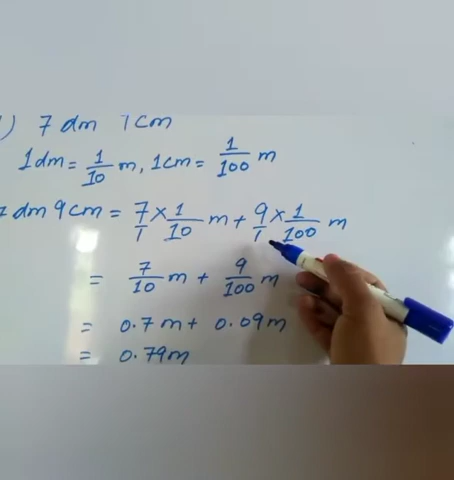 ) 7 dm 1cm
1dm = 1/10 m, 1cm = 1/100 m
7 dm 9cm = 7/1 × 1/10 m + 9/1 × 1/100 m
= 7/10 m + 9/100 m
= 0.7m + 0.09m
= 0.79m